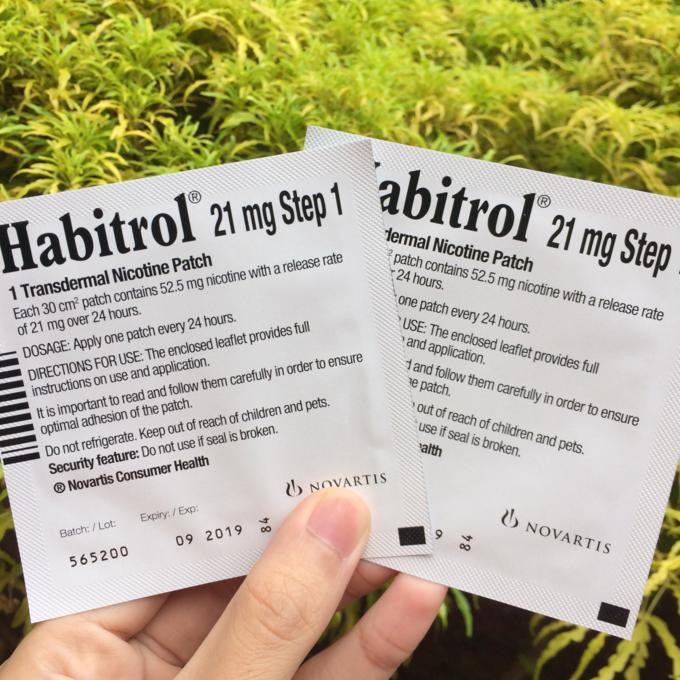 Habitrol® 21 mg Step 1
1 Transdermal Nicotine Patch
Each 30 cm² patch contains 52.5 mg nicotine with a release rate
of 21 mg over 24 hours.
DOSAGE: Apply one patch every 24 hours.
DIRECTIONS FOR USE: The enclosed leaflet provides full
instructions on use and application.
It is important to read and follow them carefully in order to ensure
optimal adhesion of the patch.
Do not refrigerate. Keep out of reach of children and pets.
Security feature: Do not use if seal is broken.
® Novartis Consumer Health
NOVARTIS
Batch: / Lot: Expiry: / Exp:
565200 09 2019 84
abitrol® 21 mg Step
dermal Nicotine Patch
² patch contains 52.5 mg nicotine with a release rate
24 hours.
one patch every 24 hours.
USE: The enclosed leaflet provides full
and application.
and follow them carefully in order to ensure
patch.
out of reach of children and pets.
use if seal is broken.
ealth
NOVARTIS
9 84